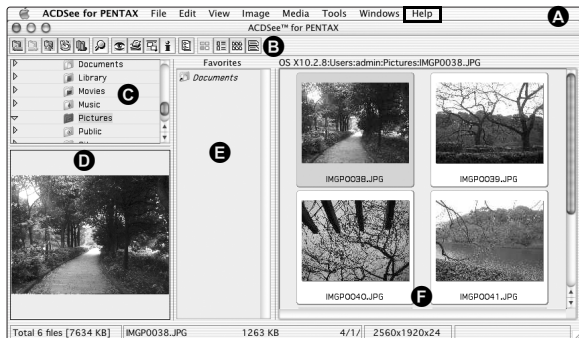 ACDSee for PENTAX File Edit View Image Media Tools Windows Help A
ACDSee™ for PENTAX
B
Documents
Library
Movies
Music
Pictures
Public
C
Favorites
Documents
OS X10.2.8:Users:admin:Pictures:IMGP0038.JPG
D
E
IMGP0038.JPG IMGP0039.JPG
IMGP0040.JPG IMGP0041.JPG
F
Total 6 files [7634 KB] IMGP0038.JPG 1263 KB 4/1/ 2560x1920x24